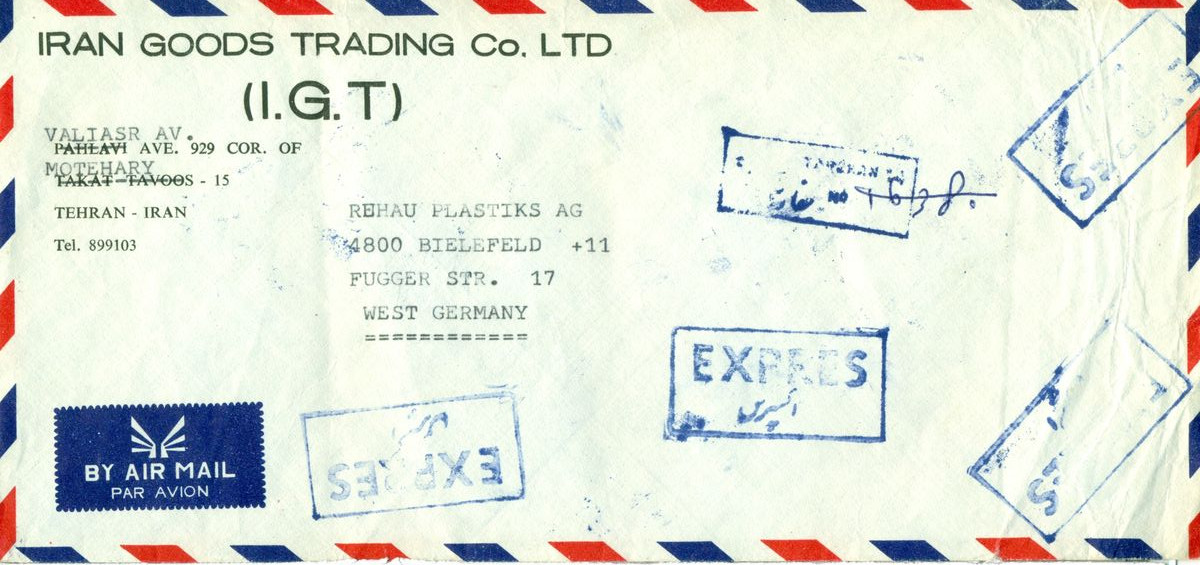 IRAN GOODS TRADING Co. LTD
(I.G.T)
VALIASR AV.
PAHLAVI AVE. 929 COR. OF
MOTEHARY
TAKAT-TAVOOS - 15
TEHRAN - IRAN
Tel. 899103
REHAU PLASTIKS AG
4800 BIELEFELD +11
FUGGER STR. 17
WEST GERMANY
============
NO
EXPRES
اکسپرس
EXPRES
BY AIR MAIL
PAR AVION